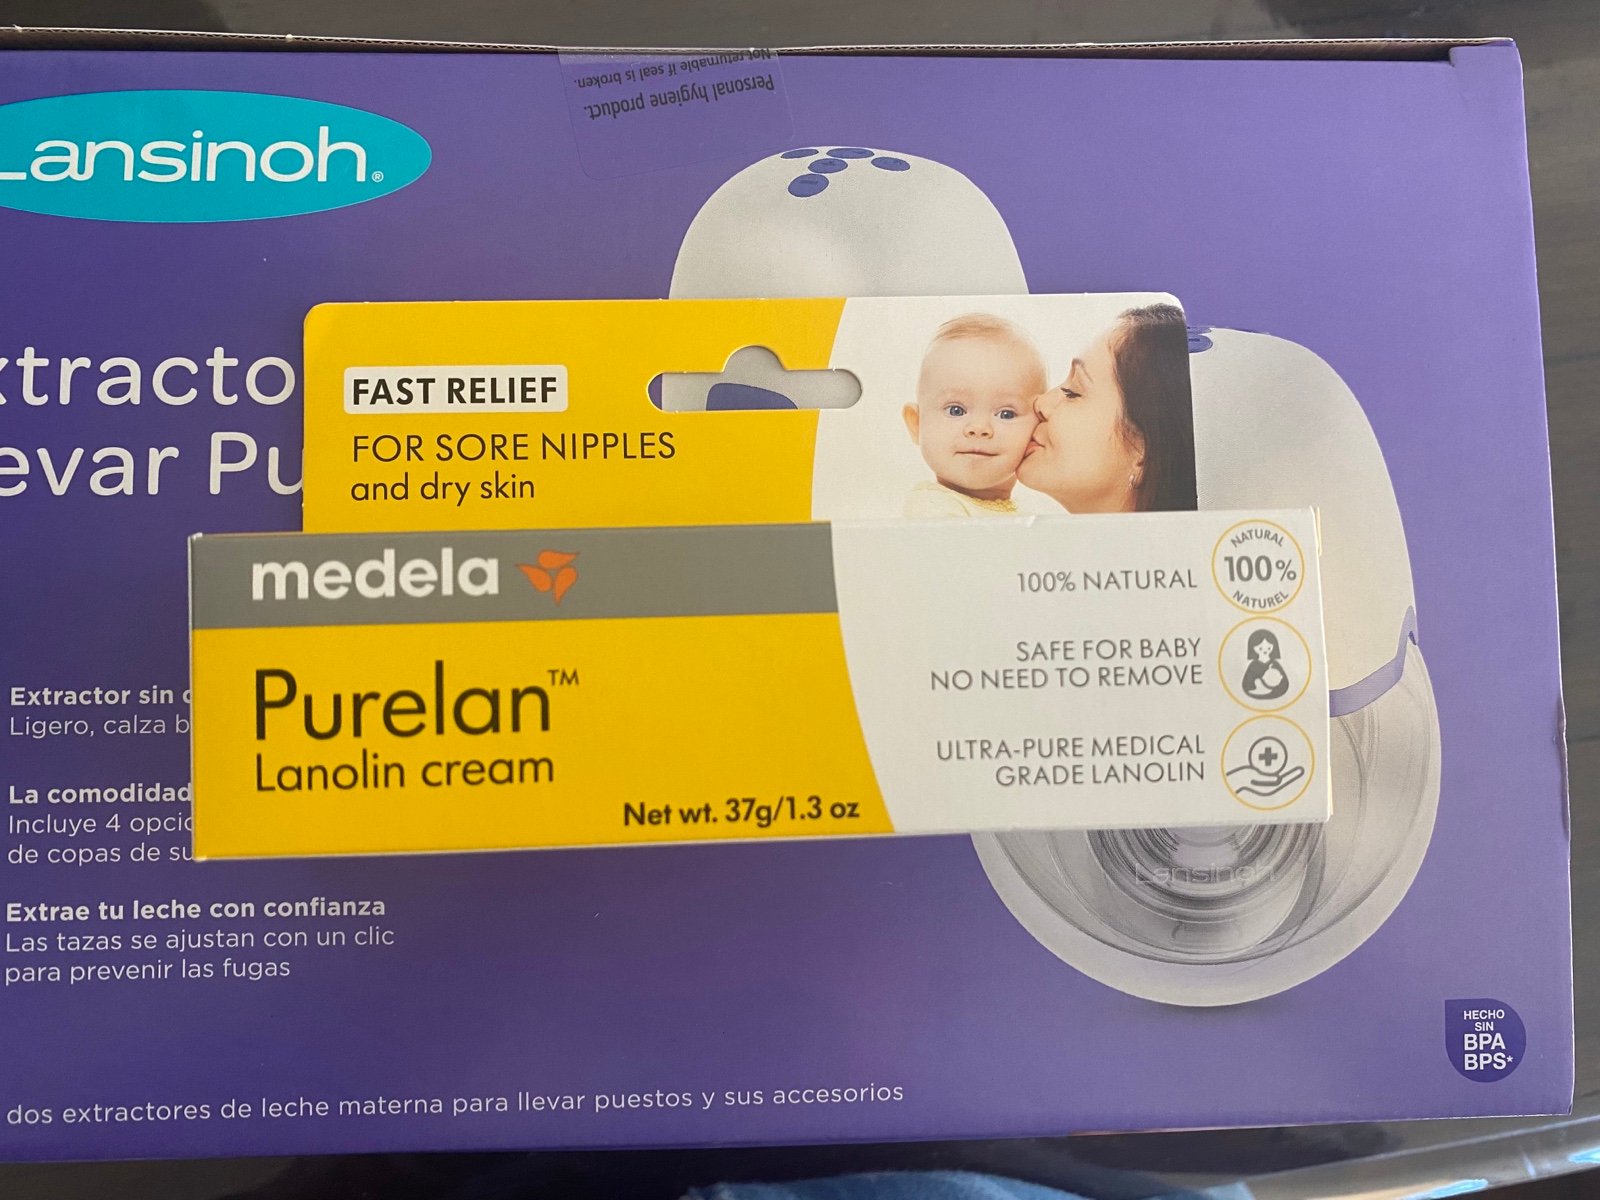 Personal hygiene product.
Not returnable if seal is broken.
Lansinoh®
xtracto
evar Pu
FAST RELIEF
FOR SORE NIPPLES
and dry skin
medela
Purelan™
Lanolin cream
Net wt. 37g/1.3 oz
100% NATURAL
NATURAL
100%
NATUREL
SAFE FOR BABY
NO NEED TO REMOVE
ULTRA-PURE MEDICAL
GRADE LANOLIN
Extractor sin
Ligero, calza b
La comodidad
Incluye 4 opcio
de copas de su
Extrae tu leche con confianza
Las tazas se ajustan con un clic
para prevenir las fugas
Lansinoh
HECHO
SIN
BPA
BPS*
dos extractores de leche materna para llevar puestos y sus accesorios